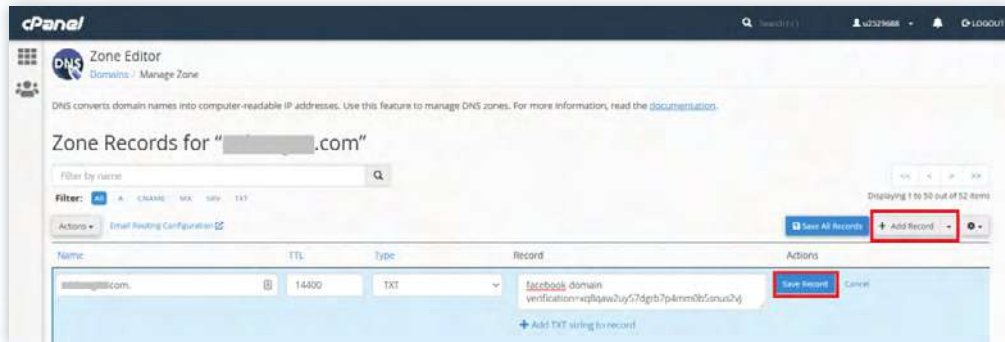 cPanel
Search ( / )
u2529688
LOGOUT
DNS
Zone Editor
Domains / Manage Zone
DNS converts domain names into computer-readable IP addresses. Use this feature to manage DNS zones. For more information, read the documentation.
Zone Records for " .com"
Filter by name
<< < > >>
Filter: All A CNAME MX SRV TXT
Displaying 1 to 50 out of 52 items
Actions
Email Routing Configuration
Save All Records
+ Add Record
Name TTL Type Record Actions
com. 14400 TXT
facebook-domain
Save Record
Cancel
+ Add TXT string to record